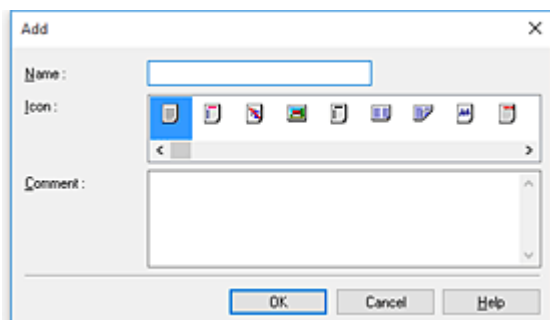 Add
Name :
Icon :
Comment :
OK Cancel Help